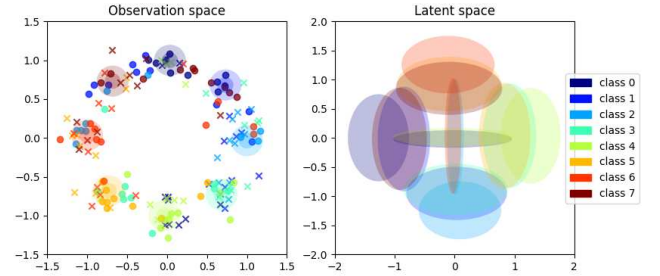 Observation space
1.5
1.0
0.5
0.0
−0.5
−1.0
−1.5
−1.5 −1.0 −0.5 0.0 0.5 1.0 1.5
Latent space
2.0
1.5
1.0
0.5
0.0
−0.5
−1.0
−1.5
−2.0
−2 −1 0 1 2
class 0
class 1
class 2
class 3
class 4
class 5
class 6
class 7